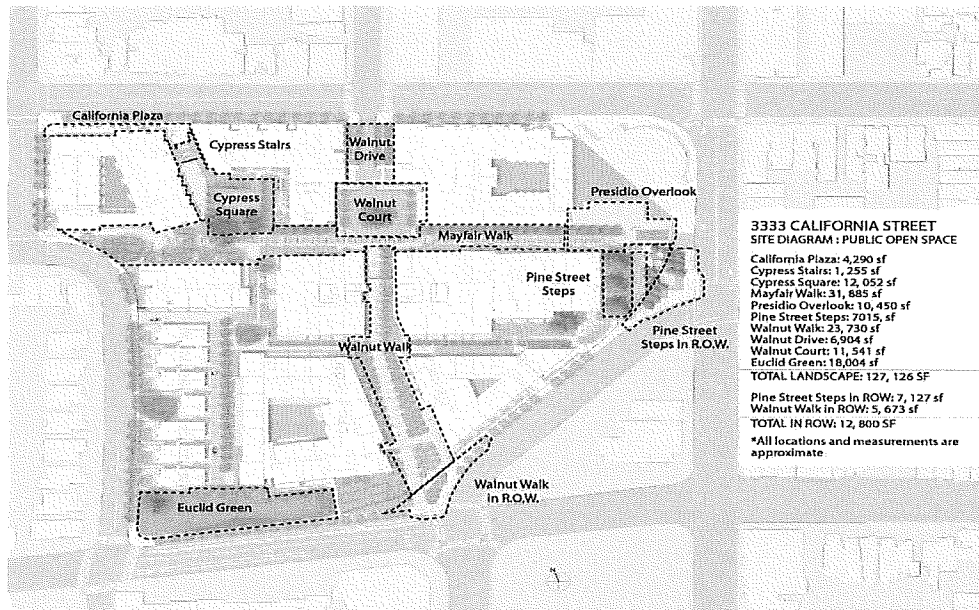 California Plaza
Cypress Stairs
Walnut
Drive
Presidio Overlook
Cypress
Square
Walnut
Court
Mayfair Walk
Pine Street
Steps
Pine Street
Steps in R.O.W.
Walnut Walk
Walnut Walk
in R.O.W.
Euclid Green
N
3333 CALIFORNIA STREET
SITE DIAGRAM : PUBLIC OPEN SPACE
California Plaza: 4,290 sf
Cypress Stairs: 1, 255 sf
Cypress Square: 12, 052 sf
Mayfair Walk: 31, 885 sf
Presidio Overlook: 10, 450 sf
Pine Street Steps: 7015, sf
Walnut Walk: 23, 730 sf
Walnut Drive: 6,904 sf
Walnut Court: 11, 541 sf
Euclid Green: 18,004 sf
TOTAL LANDSCAPE: 127, 126 SF
Pine Street Steps in ROW: 7, 127 sf
Walnut Walk in ROW: 5, 673 sf
TOTAL IN ROW: 12, 800 SF
*All locations and measurements are
approximate